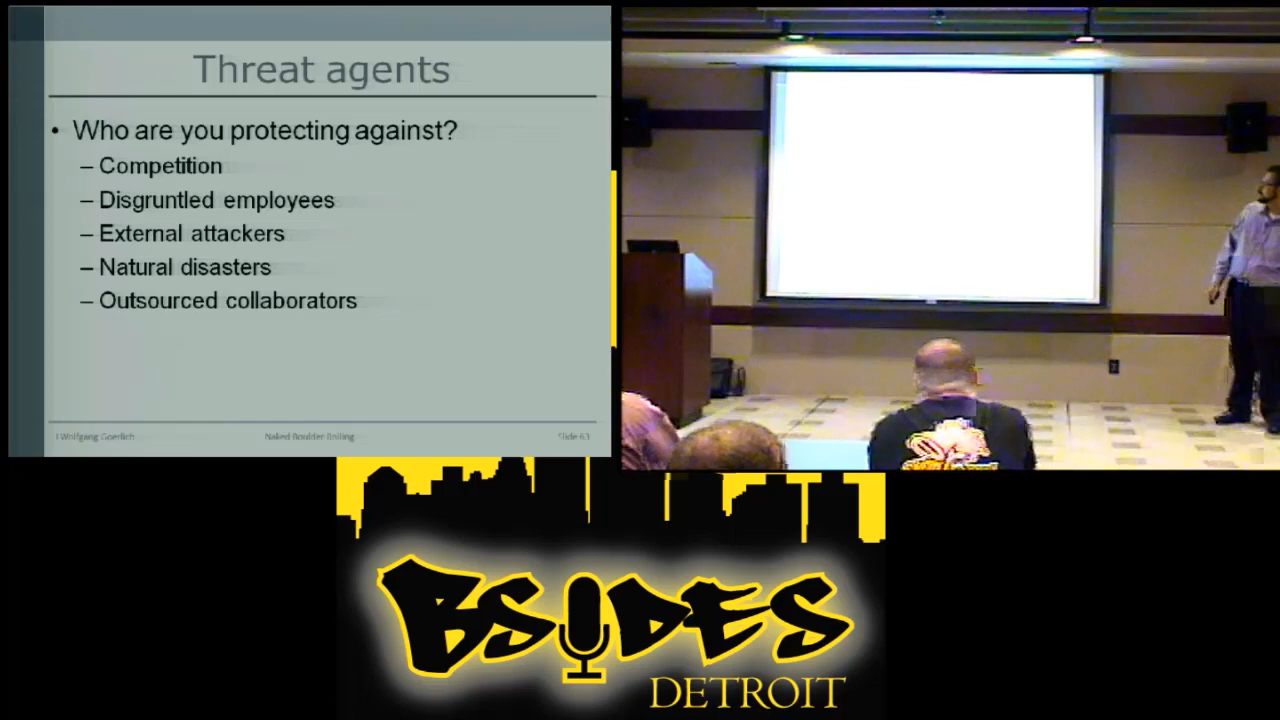 Threat agents
• Who are you protecting against?
– Competition
– Disgruntled employees
– External attackers
– Natural disasters
– Outsourced collaborators
J Wolfgang Goerlich
Naked Boulder Rolling
Slide 63
BSIDES
DETROIT